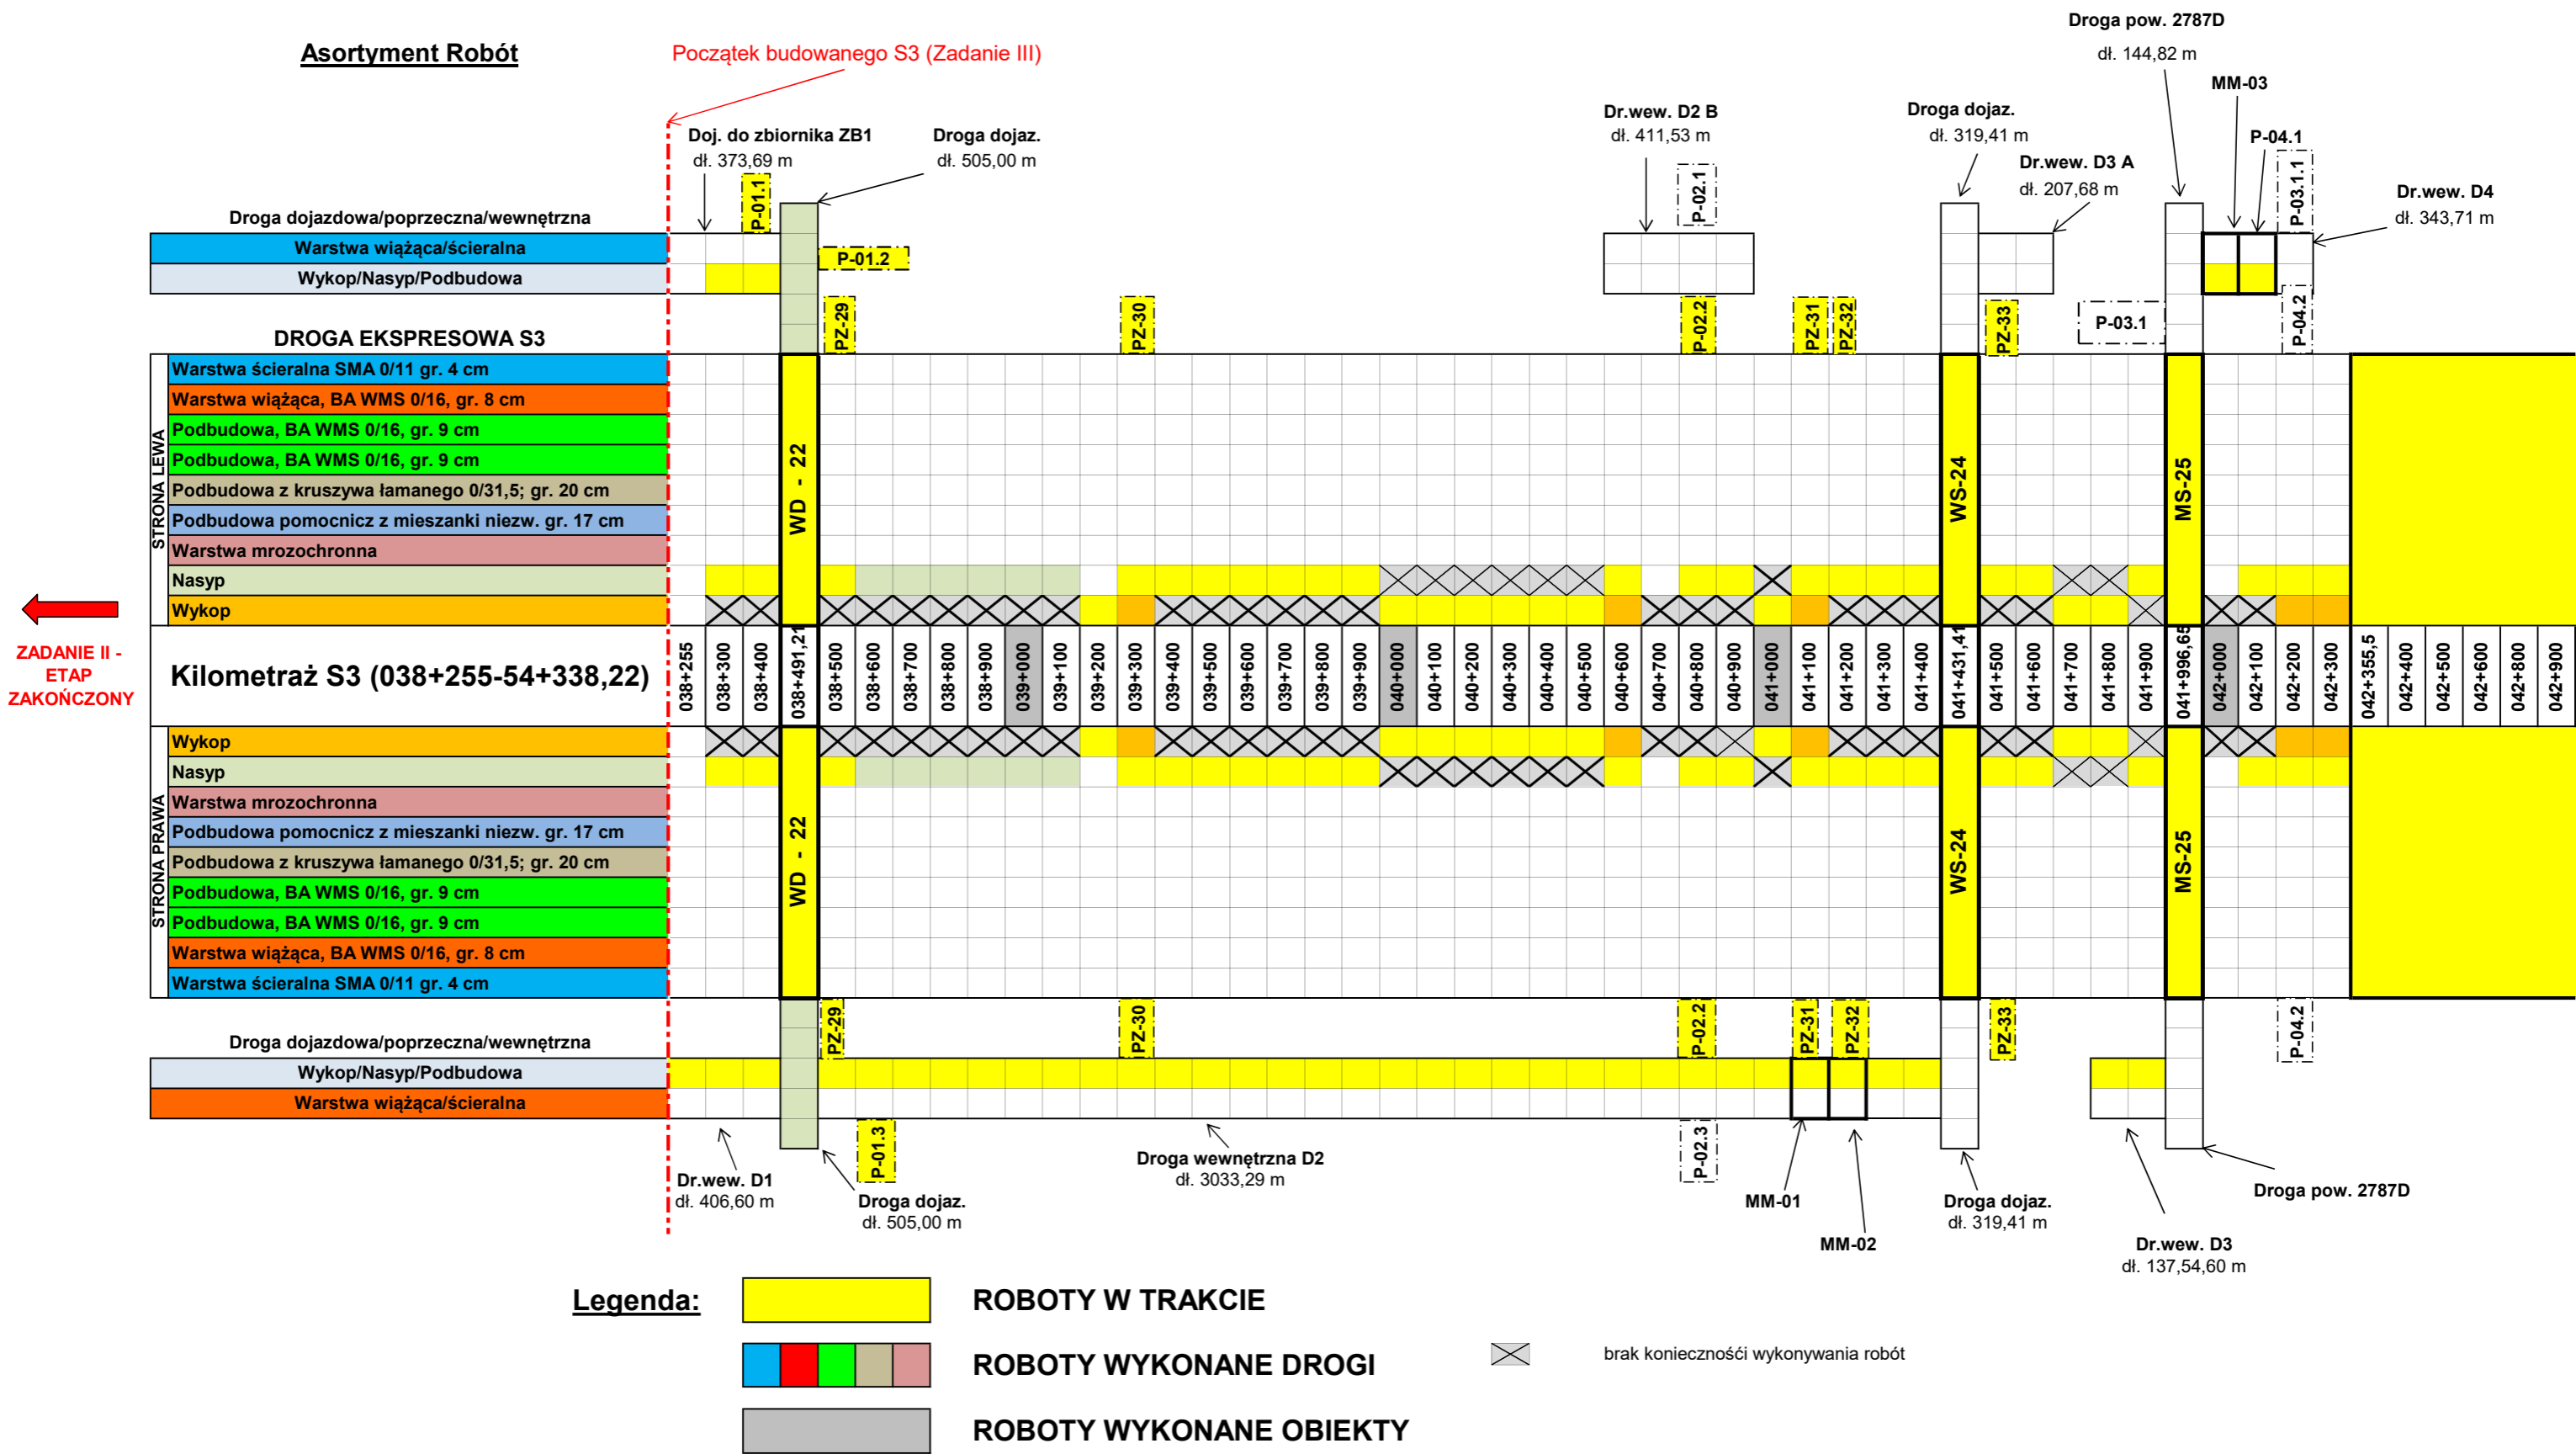 Droga pow. 2787D
dł. 144,82 m
Asortyment Robót
Początek budowanego S3 (Zadanie III)
MM-03
Dr.wew. D2 B
dł. 411,53 m
Droga dojaz.
dł. 319,41 m
Doj. do zbiornika ZB1
dł. 373,69 m
Droga dojaz.
dł. 505,00 m
P-04.1
Dr.wew. D3 A
dł. 207,68 m
Dr.wew. D4
dł. 343,71 m
P-01.1
P-02.1
P-03.1.1
Droga dojazdowa/poprzeczna/wewnętrzna
Warstwa wiążąca/ścieralna
P-01.2
Wykop/Nasyp/Podbudowa
PZ-29
PZ-30
P-02.2
PZ-31
PZ-32
PZ-33
P-03.1
P-04.2
DROGA EKSPRESOWA S3
STRONA LEWA
Warstwa ścieralna SMA 0/11 gr. 4 cm
Warstwa wiążąca, BA WMS 0/16, gr. 8 cm
Podbudowa, BA WMS 0/16, gr. 9 cm
Podbudowa, BA WMS 0/16, gr. 9 cm
Podbudowa z kruszywa łamanego 0/31,5; gr. 20 cm
Podbudowa pomocnicz z mieszanki niezw. gr. 17 cm
Warstwa mrozochronna
Nasyp
Wykop
WD - 22
WS-24
MS-25
ZADANIE II -
ETAP
ZAKOŃCZONY
Kilometraż S3 (038+255-54+338,22)
038+255
038+300
038+400
038+491,21
038+500
038+600
038+700
038+800
038+900
039+000
039+100
039+200
039+300
039+400
039+500
039+600
039+700
039+800
039+900
040+000
040+100
040+200
040+300
040+400
040+500
040+600
040+700
040+800
040+900
041+000
041+100
041+200
041+300
041+400
041+431,41
041+500
041+600
041+700
041+800
041+900
041+996,65
042+000
042+100
042+200
042+300
042+355,5
042+400
042+500
042+600
042+800
042+900
STRONA PRAWA
Wykop
Nasyp
Warstwa mrozochronna
Podbudowa pomocnicz z mieszanki niezw. gr. 17 cm
Podbudowa z kruszywa łamanego 0/31,5; gr. 20 cm
Podbudowa, BA WMS 0/16, gr. 9 cm
Podbudowa, BA WMS 0/16, gr. 9 cm
Warstwa wiążąca, BA WMS 0/16, gr. 8 cm
Warstwa ścieralna SMA 0/11 gr. 4 cm
WD - 22
WS-24
MS-25
PZ-29
PZ-30
P-02.2
PZ-31
PZ-32
PZ-33
P-04.2
Droga dojazdowa/poprzeczna/wewnętrzna
Wykop/Nasyp/Podbudowa
Warstwa wiążąca/ścieralna
P-01.3
P-02.3
Dr.wew. D1
dł. 406,60 m
Droga dojaz.
dł. 505,00 m
Droga wewnętrzna D2
dł. 3033,29 m
MM-01
MM-02
Droga dojaz.
dł. 319,41 m
Droga pow. 2787D
Dr.wew. D3
dł. 137,54,60 m
Legenda:
ROBOTY W TRAKCIE
ROBOTY WYKONANE DROGI
brak koniecznośći wykonywania robót
ROBOTY WYKONANE OBIEKTY